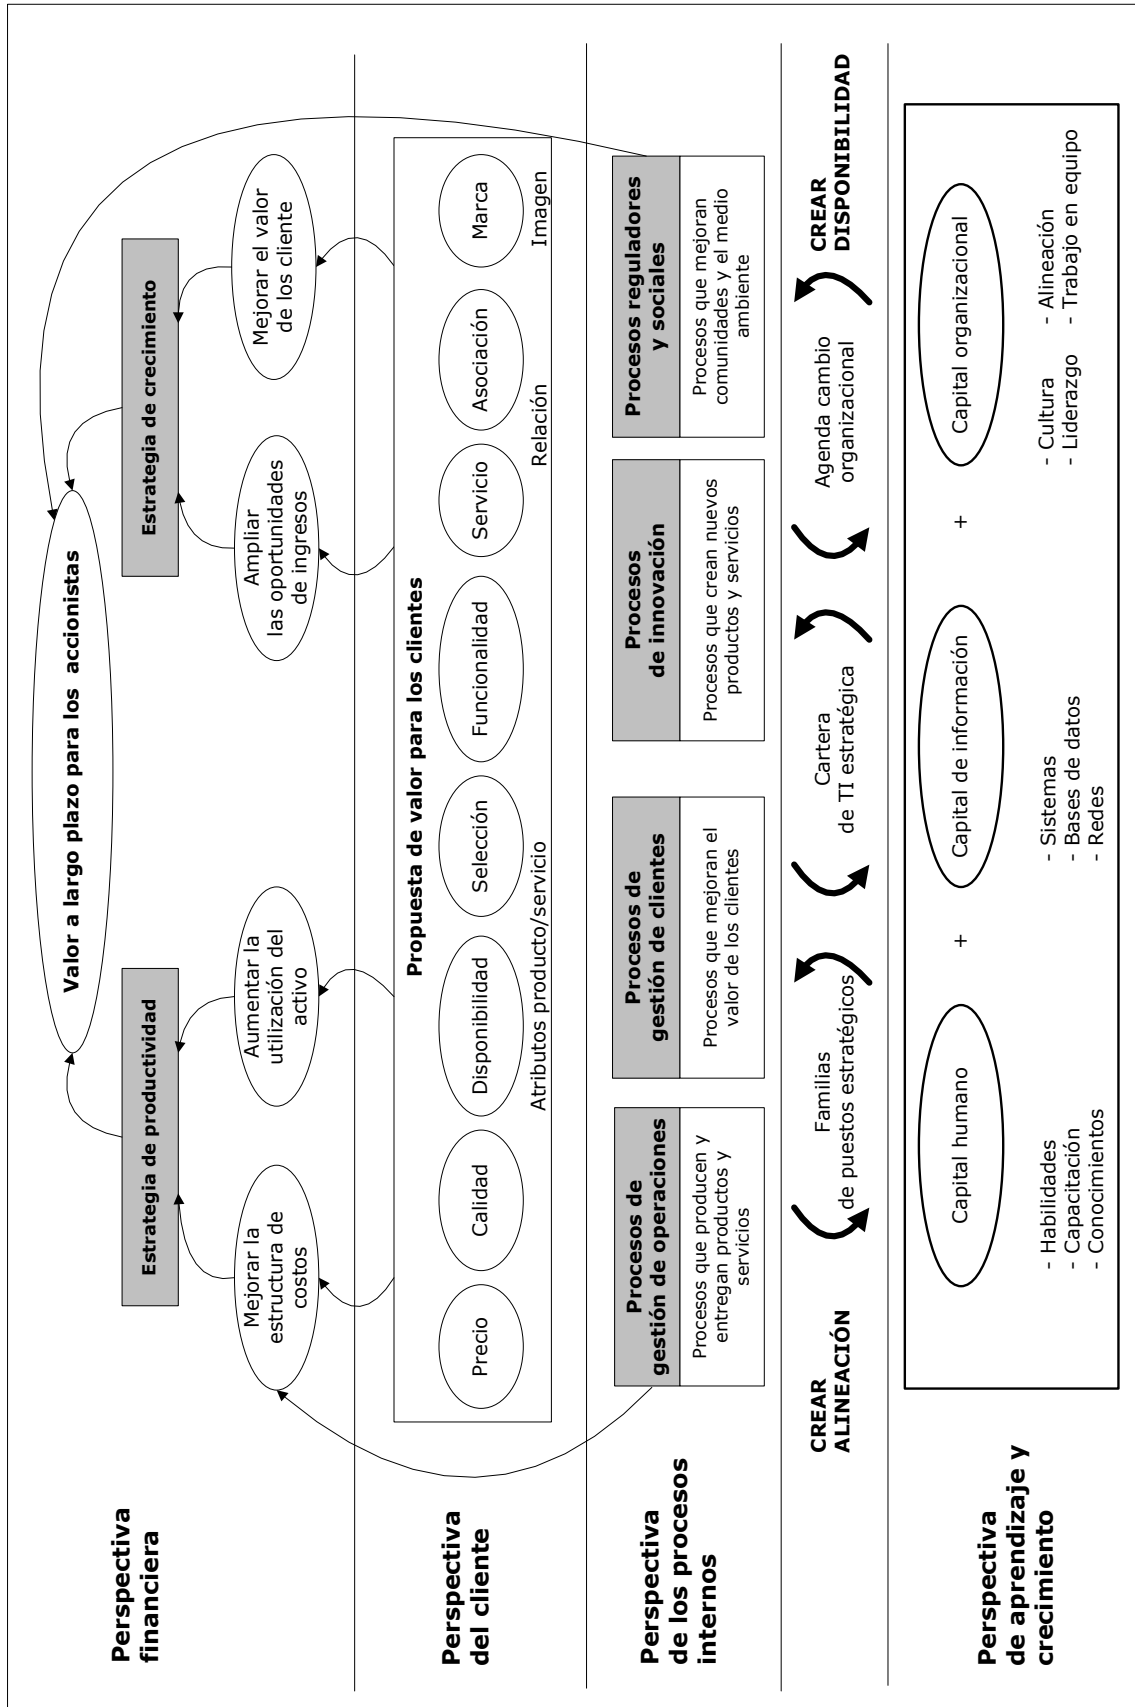 Perspectiva
financiera
Valor a largo plazo para los accionistas
Estrategia de productividad
Estrategia de crecimiento
Mejorar la
estructura de
costos
Aumentar la
utilización del
activo
Ampliar
las oportunidades
de ingresos
Mejorar el valor
de los cliente
Perspectiva
del cliente
Propuesta de valor para los clientes
Precio
Calidad
Disponibilidad
Selección
Funcionalidad
Servicio
Asociación
Marca
Atributos producto/servicio
Relación
Imagen
Perspectiva
de los procesos
internos
Procesos de
gestión de operaciones
Procesos que producen y
entregan productos y
servicios
Procesos de
gestión de clientes
Procesos que mejoran el
valor de los clientes
Procesos
de innovación
Procesos que crean nuevos
productos y servicios
Procesos reguladores
y sociales
Procesos que mejoran
comunidades y el medio
ambiente
CREAR
ALINEACIÓN
Familias
de puestos estratégicos
Cartera
de TI estratégica
Agenda cambio
organizacional
CREAR
DISPONIBILIDAD
Perspectiva
de aprendizaje y
crecimiento
Capital humano
+
Capital de información
+
Capital organizacional
- Habilidades
- Capacitación
- Conocimientos
- Sistemas
- Bases de datos
- Redes
- Cultura
- Liderazgo
- Alineación
- Trabajo en equipo